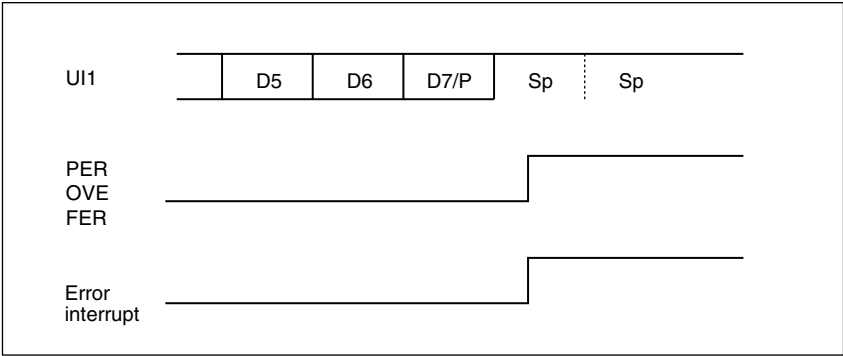 UI1 D5 D6 D7/P Sp Sp
PER
OVE
FER
Error
interrupt